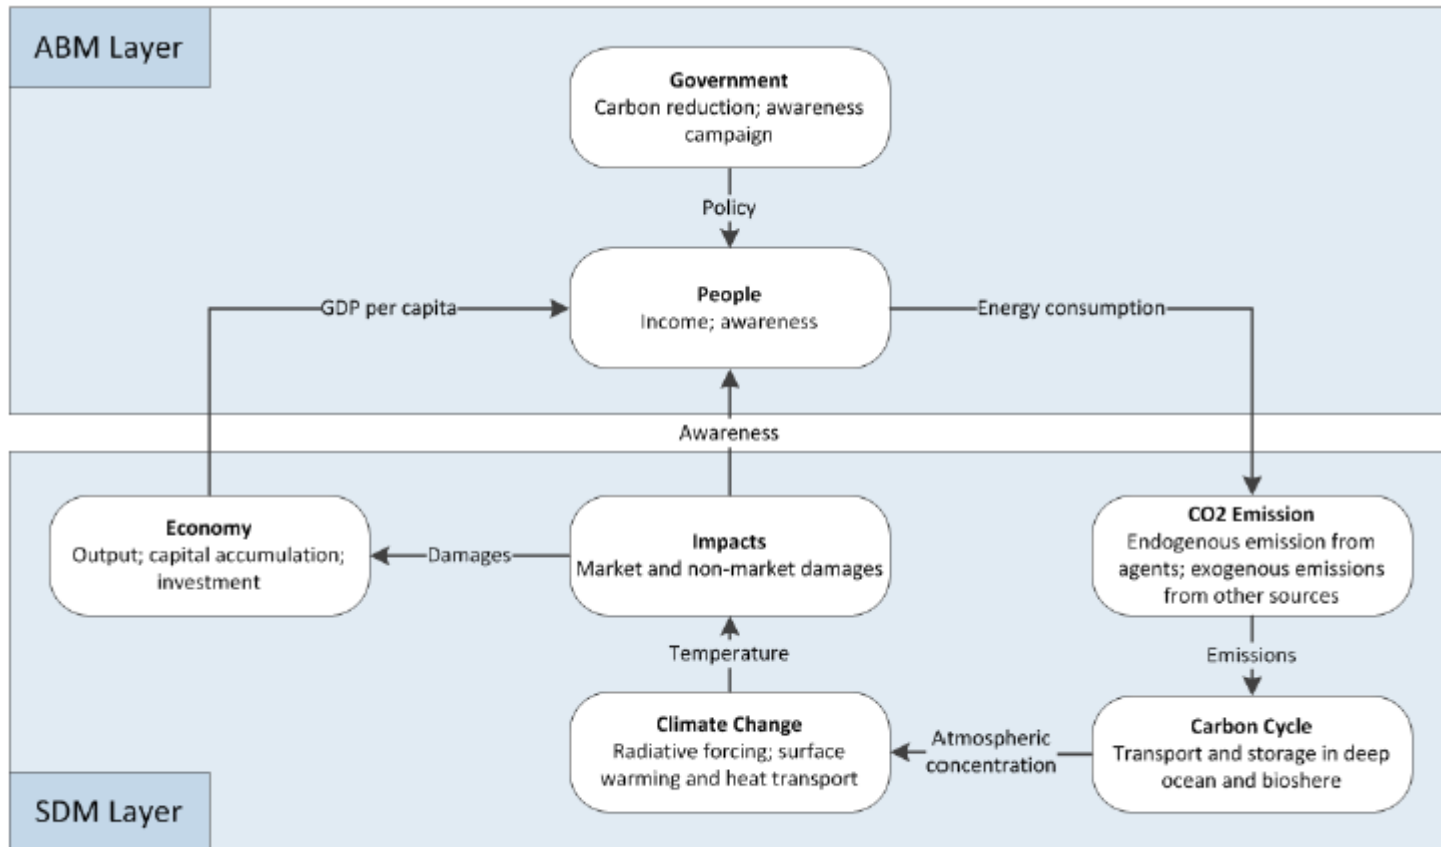 ABM Layer
Government
Carbon reduction; awareness
campaign
Policy
GDP per capita
People
Income; awareness
Energy consumption
Awareness
Economy
Output; capital accumulation;
investment
Damages
Impacts
Market and non-market damages
CO2 Emission
Endogenous emission from
agents; exogenous emissions
from other sources
Temperature
Emissions
Climate Change
Radiative forcing; surface
warming and heat transport
Atmospheric
concentration
Carbon Cycle
Transport and storage in deep
ocean and bioshere
SDM Layer